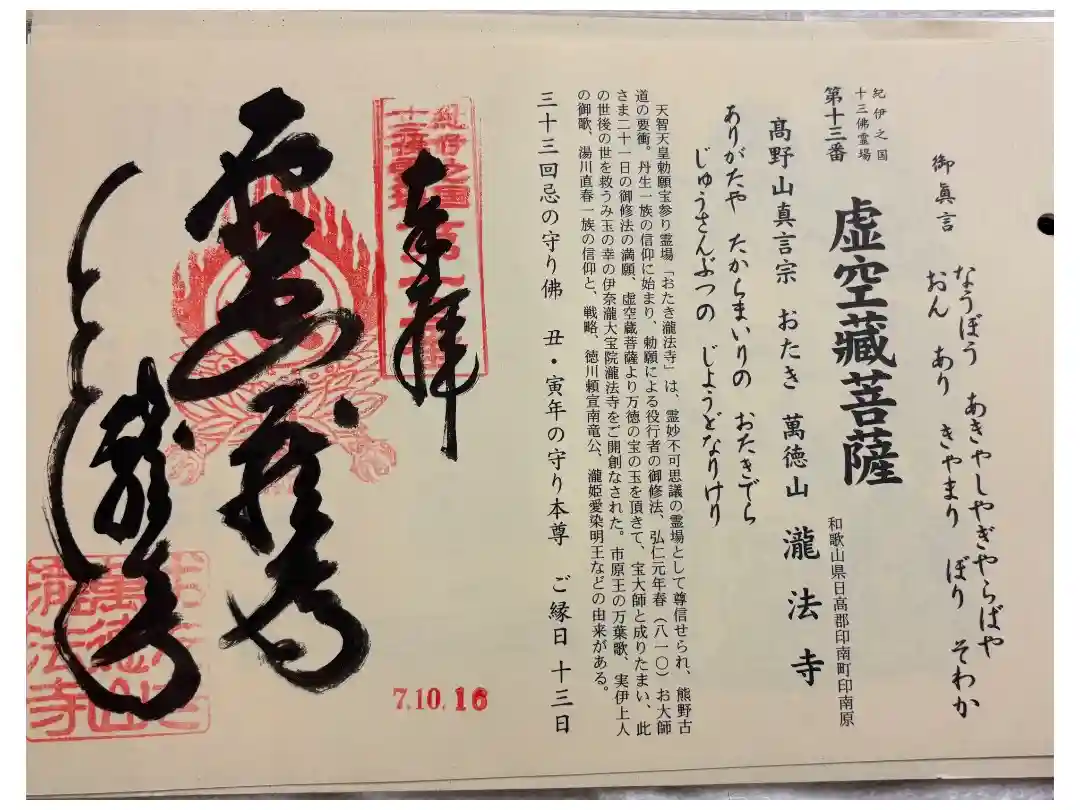 御眞言
なうぼう あきやしやぎやらばや
おん あり きやまり ぼり そわか
紀伊之国
十三佛霊場
第十三番 虚空藏菩薩
和歌山県日高郡印南町印南原
髙野山真言宗 おたき 萬徳山 瀧法寺
ありがたや たからまいりの おたきでら
じゅうさんぶつの じょうどなりけり
天智天皇勅願宝参り霊場「おたき瀧法寺」は、霊妙不可思議の霊場として尊信せられ、熊野古
道の要衝。丹生一族の信仰に始まり、勅願による役行者の御修法、弘仁元年春（八一〇）お大師
さま二十一日の御修法の満願、虚空蔵菩薩より万徳の宝の玉を頂きて、宝大師と成りたまい、此
の世後の世を救うみ玉の幸の伊奈瀧大宝院瀧法寺をご開創なされた。市原王の万葉歌、実伊上人
の御歌、湯川直春一族の信仰と、戦略、徳川頼宣南竜公、瀧姫愛染明王などの由来がある。
三十三回忌の守り佛 丑・寅年の守り本尊 ご縁日十三日
奉拝
7.10.16
瀧法寺